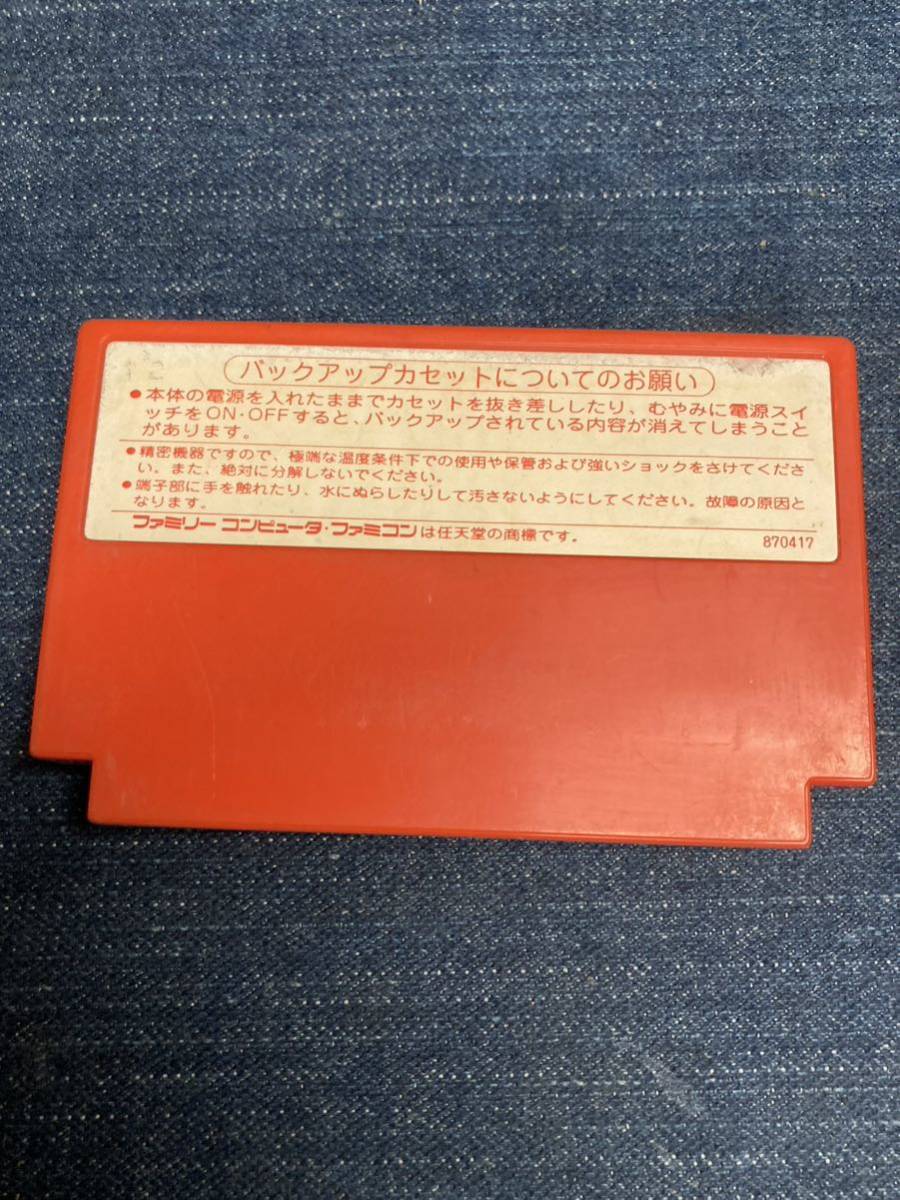 12
バックアップカセットについてのお願い
●本体の電源を入れたままでカセットを抜き差ししたり、むやみに電源スイ
ッチをON・OFFすると、バックアップされている内容が消えてしまうこと
があります。
●精密機器ですので、極端な温度条件下での使用や保管および強いショックをさけてくださ
い。また、絶対に分解しないでください。
●端子部に手を触れたり、水にぬらしたりして汚さないようにしてください。故障の原因と
なります。
ファミリー コンピュータ・ファミコンは任天堂の商標です。
870417